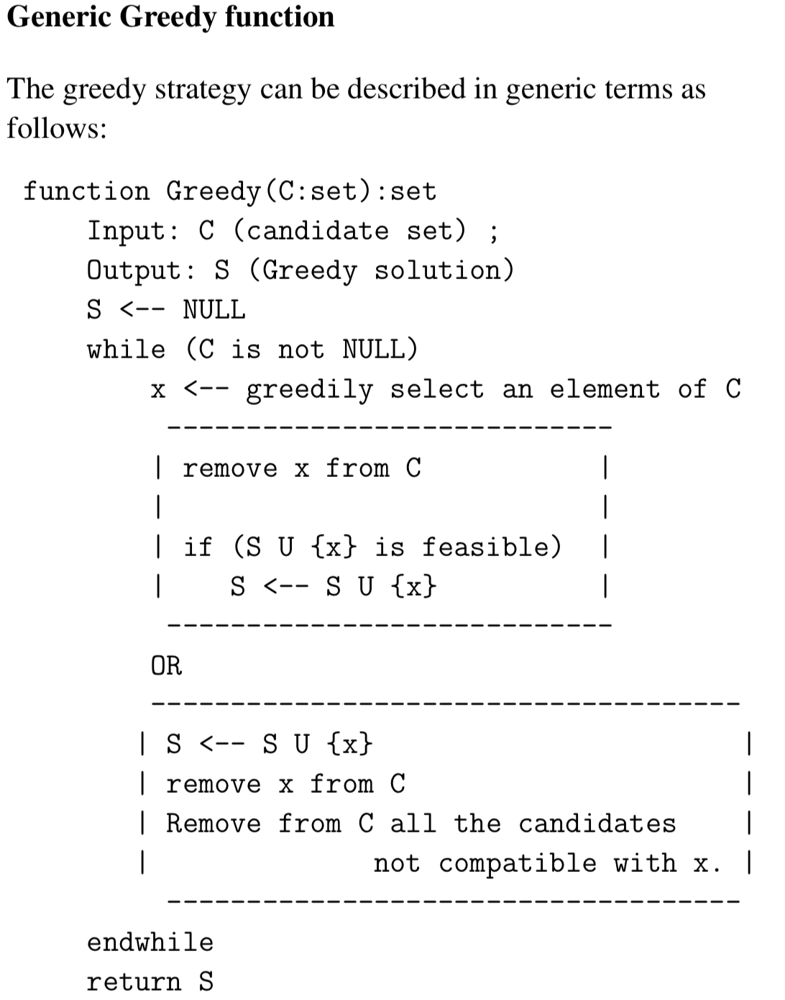 Generic Greedy function
The greedy strategy can be described in generic terms as
follows:
function Greedy(C:set):set
Input: C (candidate set) ;
Output: S (Greedy solution)
S <-- NULL
while (C is not NULL)
x <-- greedily select an element of C
----------------------------
| remove x from C |
| |
| if (S U {x} is feasible) |
| S <-- S U {x} |
----------------------------
OR
-------------------------------------
| S <-- S U {x} |
| remove x from C |
| Remove from C all the candidates |
| not compatible with x. |
------------------------------------
endwhile
return S